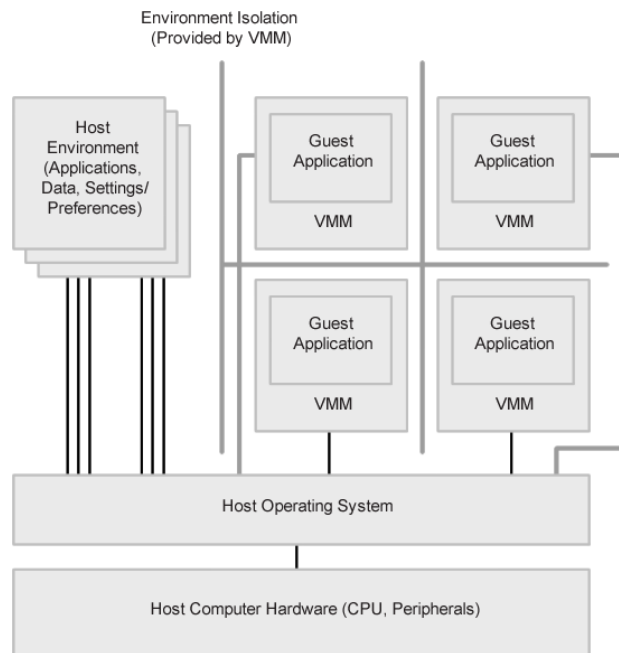 Environment Isolation
(Provided by VMM)
Host
Environment
(Applications,
Data, Settings/
Preferences)
Guest
Application
VMM
Guest
Application
VMM
Guest
Application
VMM
Guest
Application
VMM
Host Operating System
Host Computer Hardware (CPU, Peripherals)